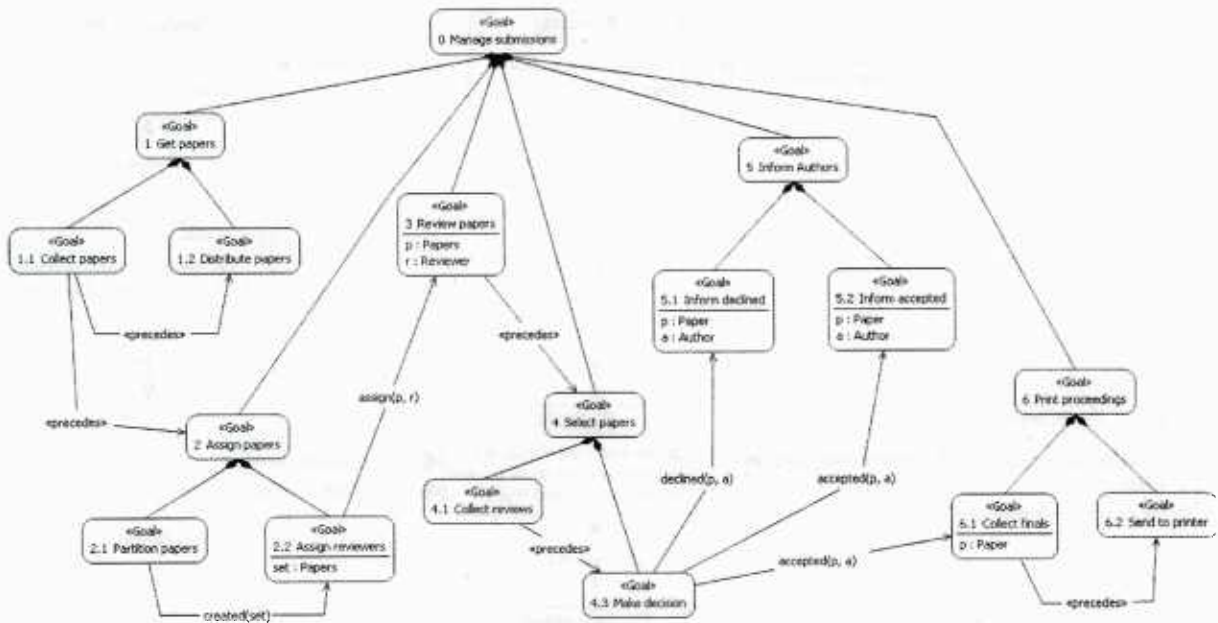 «Goal»
0 Manage submissions
«Goal»
1 Get papers
«Goal»
5 Inform Authors
«Goal»
3 Review papers
p : Papers
r : Reviewer
«Goal»
1.1 Collect papers
«Goal»
1.2 Distribute papers
«precedes»
«Goal»
5.1 Inform declined
p : Paper
a : Author
«Goal»
5.2 Inform accepted
p : Paper
a : Author
«precedes»
assign(p, r)
«Goal»
6 Print proceedings
«precedes»
«Goal»
2 Assign papers
«Goal»
4 Select papers
declined(p, a)
accepted(p, a)
«Goal»
4.1 Collect reviews
«Goal»
2.1 Partition papers
«Goal»
2.2 Assign reviewers
set : Papers
created(set)
«precedes»
«Goal»
4.3 Make decision
accepted(p, a)
«Goal»
6.1 Collect finals
p : Paper
«Goal»
6.2 Send to printer
«precedes»